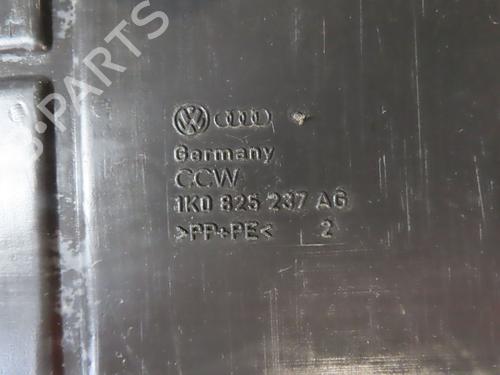 B-PARTS
Germany
CCW
1K0 825 237 AG
>PP+PE< 2